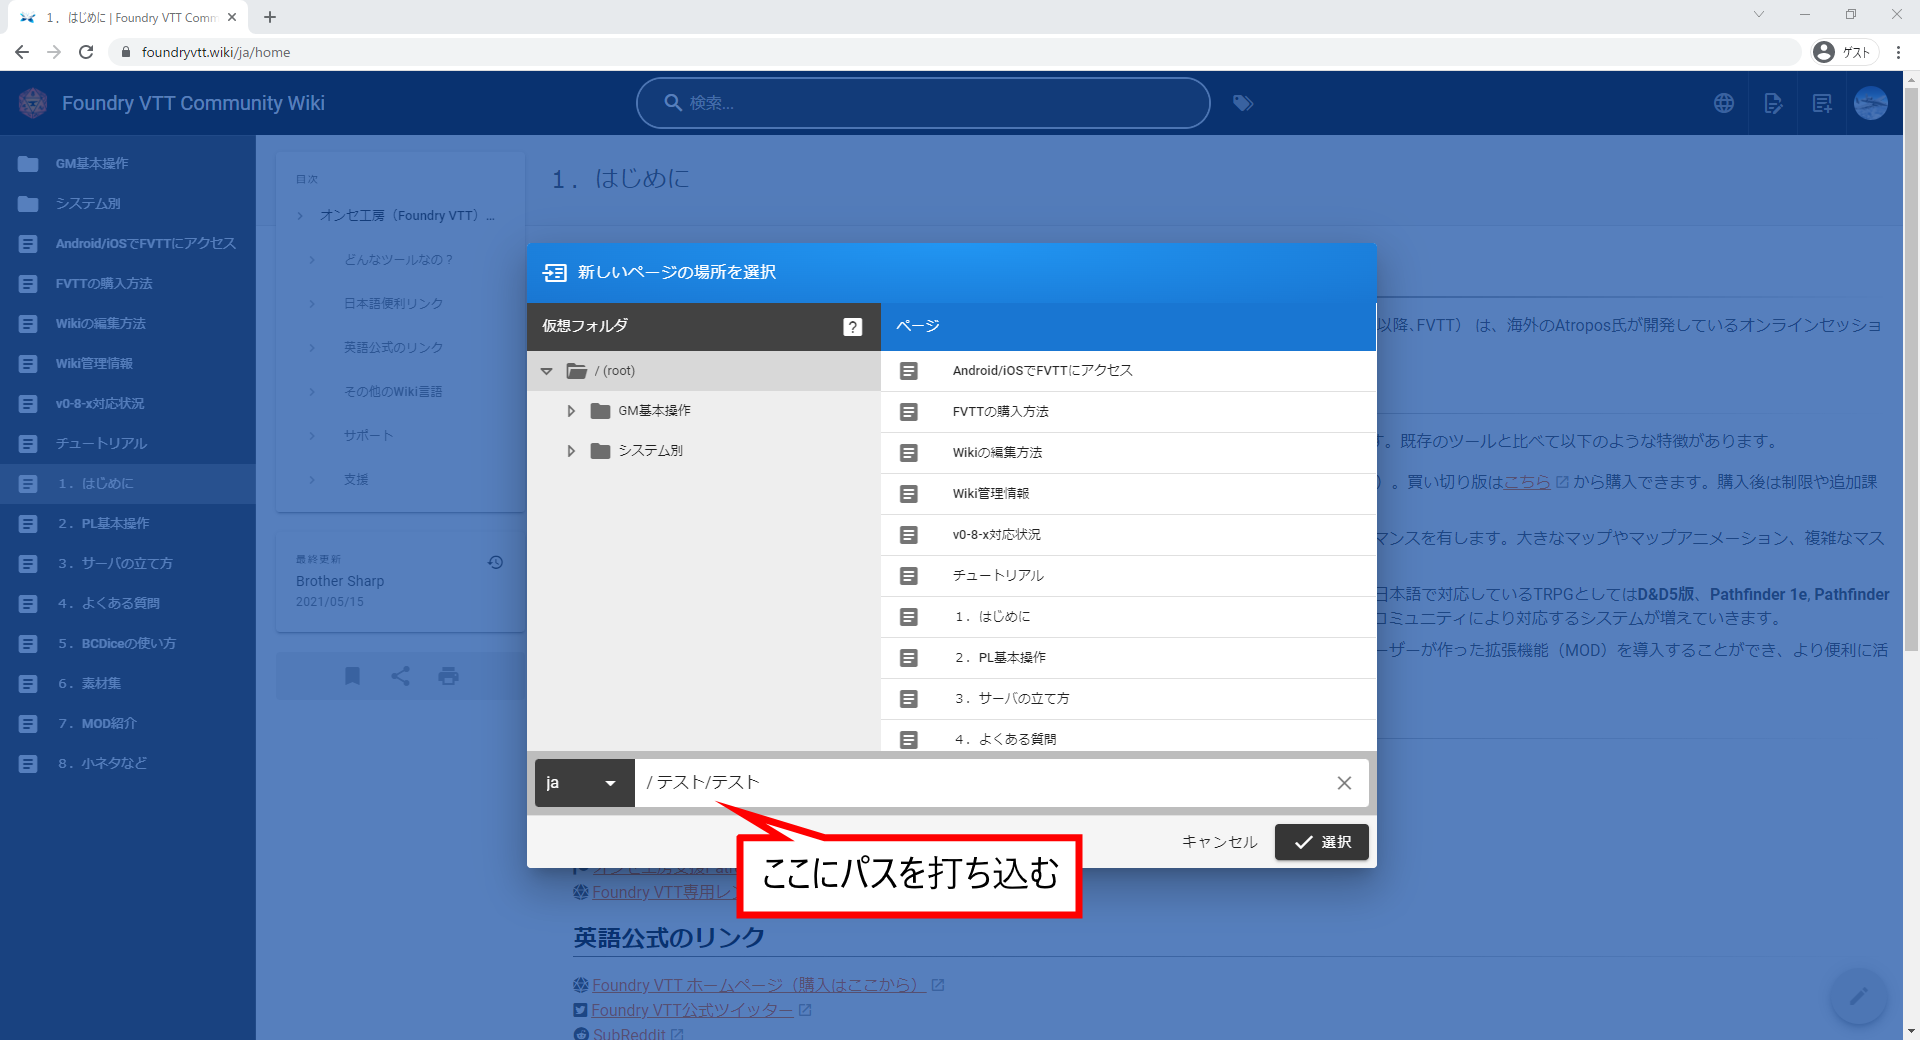 １．はじめに | Foundry VTT Comm
foundryvtt.wiki/ja/home
ゲスト
Foundry VTT Community Wiki
検索...
GM基本操作
システム別
Android/iOSでFVTTにアクセス
FVTTの購入方法
Wikiの編集方法
Wiki管理情報
v0-8-x対応状況
チュートリアル
１．はじめに
２．PL基本操作
３．サーバの立て方
４．よくある質問
５．BCDiceの使い方
６．素材集
７．MOD紹介
８．小ネタなど
目次
オンセ工房（Foundry VTT）...
どんなツールなの？
日本語便利リンク
英語公式のリンク
その他のWiki言語
サポート
支援
最終更新
Brother Sharp
2021/05/15
１．はじめに
新しいページの場所を選択
仮想フォルダ
?
ページ
/ (root)
GM基本操作
システム別
Android/iOSでFVTTにアクセス
FVTTの購入方法
Wikiの編集方法
Wiki管理情報
v0-8-x対応状況
チュートリアル
１．はじめに
２．PL基本操作
３．サーバの立て方
４．よくある質問
ja
/ テスト/テスト
キャンセル
選択
ここにパスを打ち込む
以降、FVTT） は、海外のAtropos氏が開発しているオンラインセッショ
。既存のツールと比べて以下のような特徴があります。
）。買い切り版はこちら から購入できます。購入後は制限や追加課
マンスを有します。大きなマップやマップアニメーション、複雑なマス
日本語で対応しているTRPGとしてはD&D5版、Pathfinder 1e, Pathfinder
コミュニティにより対応するシステムが増えていきます。
ーザーが作った拡張機能（MOD）を導入することができ、より便利に活
Foundry VTT専用レ
英語公式のリンク
Foundry VTT ホームページ（購入はここから）
Foundry VTT公式ツイッター
SubReddit